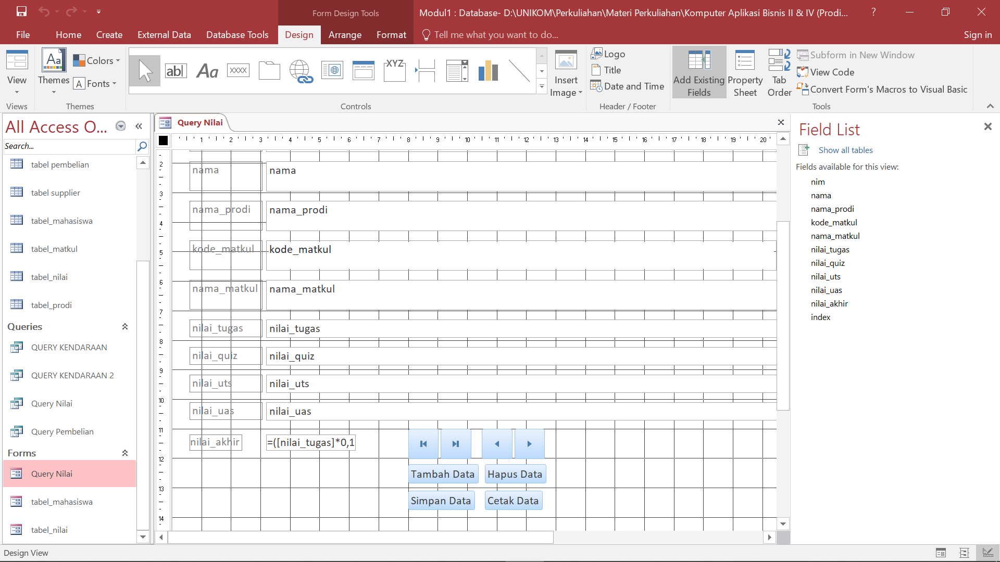 Form Design Tools
Modul1 : Database- D:\UNIKOM\Perkuliahan\Materi Perkuliahan\Komputer Aplikasi Bisnis II & IV (Prodi...
?
File
Home
Create
External Data
Database Tools
Design
Arrange
Format
Tell me what you want to do...
Sign in
View
Views
Aa
Themes
Colors
A Fonts
Themes
ab|
Aa
XXXX
XYZ
Controls
Insert
Image
Logo
Title
Date and Time
Header / Footer
Add Existing
Fields
Property
Sheet
Tab
Order
Subform in New Window
View Code
Convert Form's Macros to Visual Basic
Tools
All Access O...
Search...
tabel pembelian
tabel supplier
tabel_mahasiswa
tabel_matkul
tabel_nilai
tabel_prodi
Queries
QUERY KENDARAAN
QUERY KENDARAAN 2
Query Nilai
Query Pembelian
Forms
Query Nilai
tabel_mahasiswa
tabel_nilai
Query Nilai
1 2 3 4 5 6 7 8 9 10 11 12 13 14 15 16 17 18 19 20
2
3
4
5
6
7
8
9
10
11
12
13
14
nama nama
nama_prodi nama_prodi
kode_matkul kode_matkul
nama_matkul nama_matkul
nilai_tugas nilai_tugas
nilai_quiz nilai_quiz
nilai_uts nilai_uts
nilai_uas nilai_uas
nilai_akhir =([nilai_tugas]*0,1
Tambah Data Hapus Data
Simpan Data Cetak Data
Field List
Show all tables
Fields available for this view:
nim
nama
nama_prodi
kode_matkul
nama_matkul
nilai_tugas
nilai_quiz
nilai_uts
nilai_uas
nilai_akhir
index
Design View